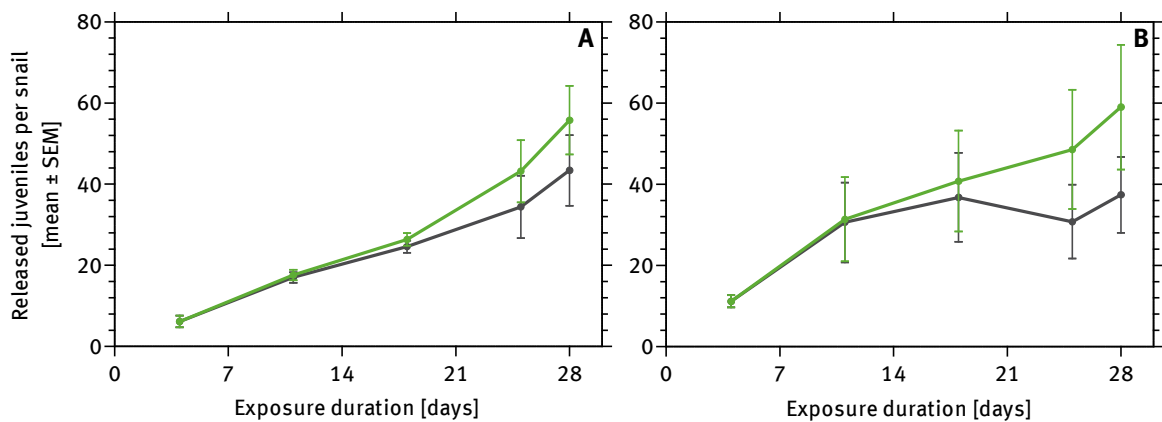 Released juveniles per snail
[mean ± SEM]
80
60
40
20
0
A
0 7 14 21 28
Exposure duration [days]
80
60
40
20
0
B
0 7 14 21 28
Exposure duration [days]